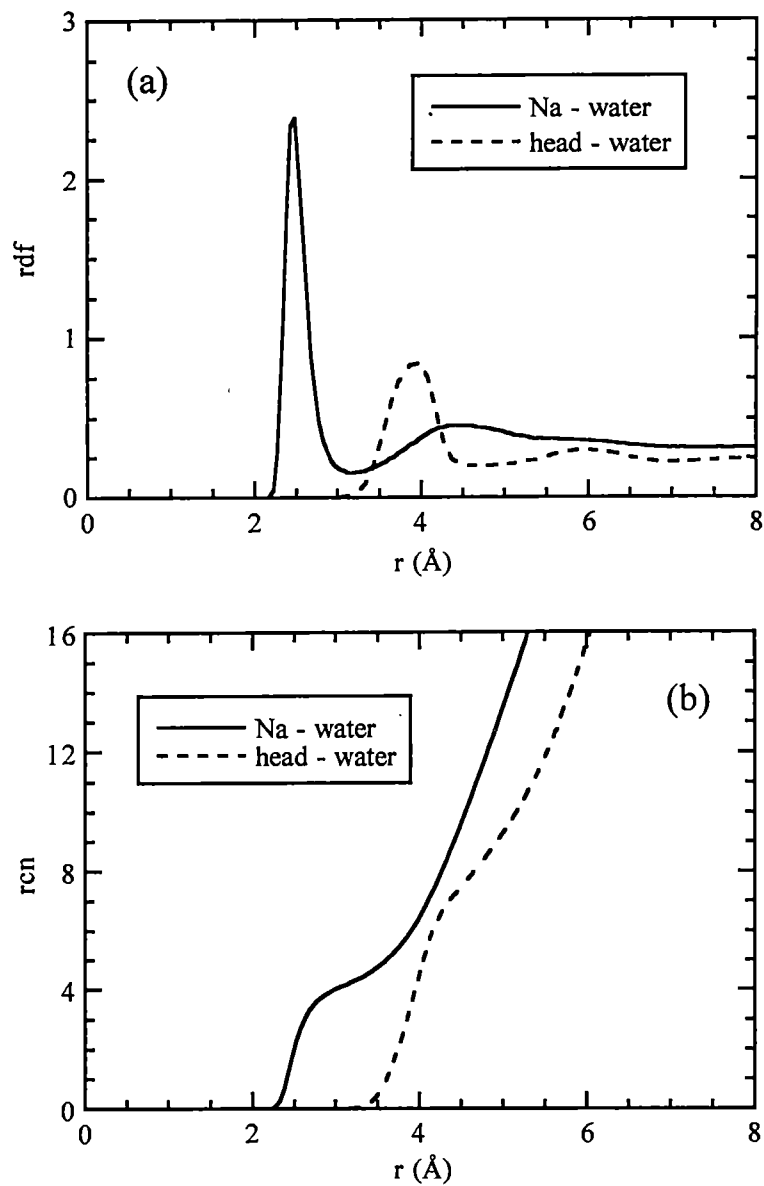 3
(a)
Na - water
head - water
2
rdf
1
0
0 2 4 6 8
r (Å)
16
(b)
Na - water
head - water
12
rcn
8
4
0
0 2 4 6 8
r (Å)